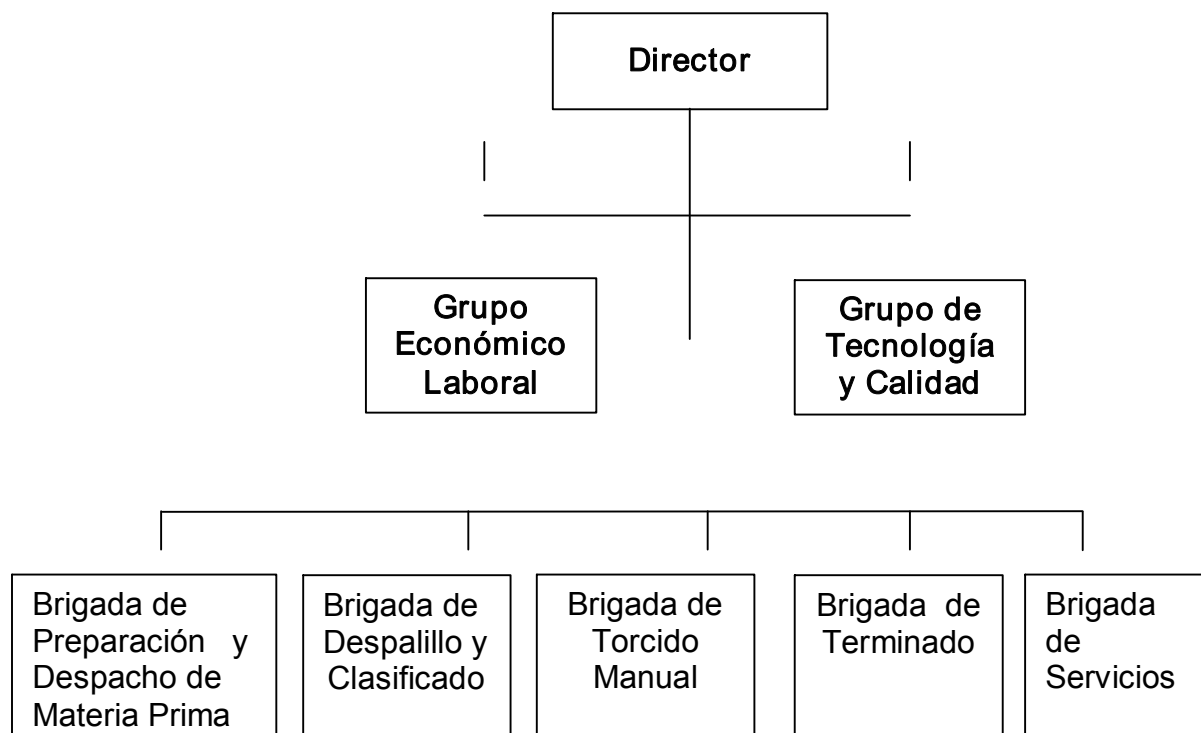 Director
Grupo
Económico
Laboral
Grupo de
Tecnología
y Calidad
Brigada de
Preparación y
Despacho de
Materia Prima
Brigada de
Despalillo y
Clasificado
Brigada de
Torcido
Manual
Brigada de
Terminado
Brigada
de
Servicios